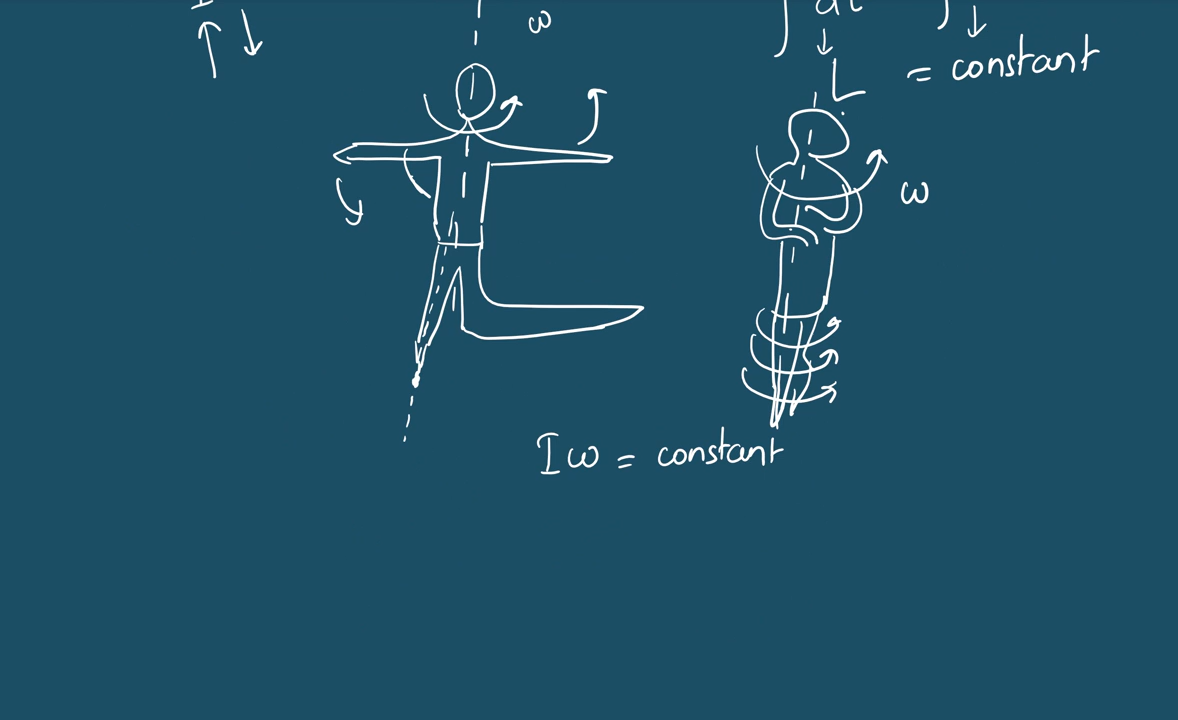 ω
= constant
L
ω
Iω = constant